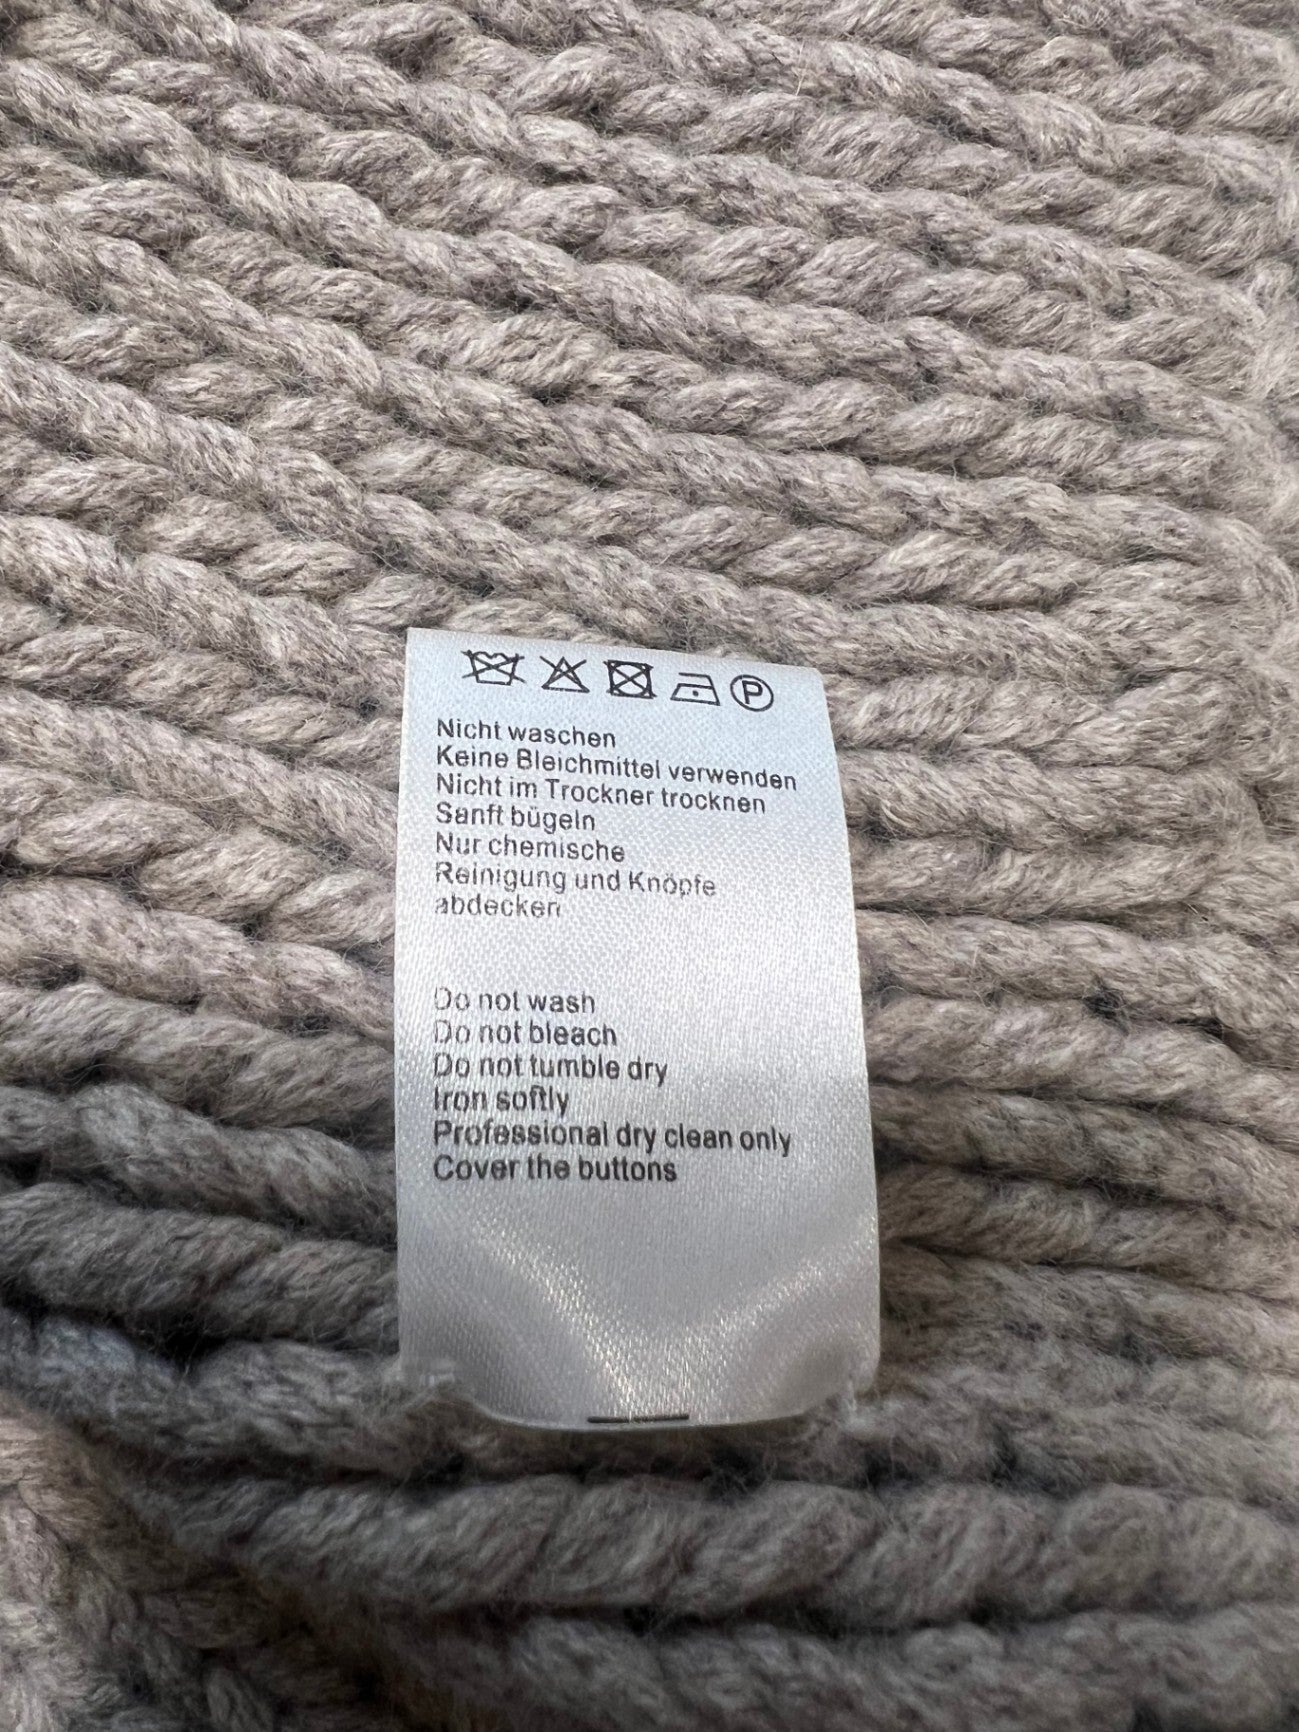 P
Nicht waschen
Keine Bleichmittel verwenden
Nicht im Trockner trocknen
Sanft bügeln
Nur chemische
Reinigung und Knöpfe
abdecken
Do not wash
Do not bleach
Do not tumble dry
Iron softly
Professional dry clean only
Cover the buttons